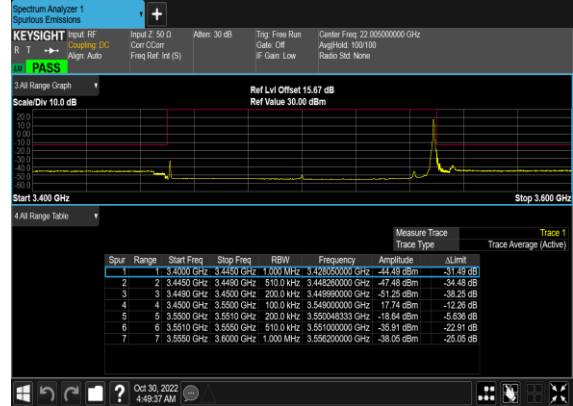 Spectrum Analyzer 1
Spurious Emissions
KEYSIGHT Input: RF Input Z: 50 Ω Atten: 30 dB Trig: Free Run Center Freq: 22.005000000 GHz
R T Coupling: DC Corr CCorr Gate: Off Avg|Hold: 100/100
Align: Auto Freq Ref: Int (S) IF Gain: Low Radio Std: None
PASS
3 All Range Graph
Ref Lvl Offset 15.67 dB
Scale/Div 10.0 dB Ref Value 30.00 dBm
20.0
10.0
0.00
-10.0
-20.0
-30.0
-40.0
-50.0
-60.0
Start 3.400 GHz Stop 3.600 GHz
4 All Range Table
Measure Trace Trace 1
Trace Type Trace Average (Active)
Spur Range Start Freq Stop Freq RBW Frequency Amplitude ΔLimit
1 1 3.4000 GHz 3.4450 GHz 1.000 MHz 3.428050000 GHz -44.49 dBm -31.49 dB
2 2 3.4450 GHz 3.4490 GHz 510.0 kHz 3.448260000 GHz -47.48 dBm -34.48 dB
3 3 3.4490 GHz 3.4500 GHz 200.0 kHz 3.449990000 GHz -51.25 dBm -38.25 dB
4 4 3.4500 GHz 3.5500 GHz 100.0 kHz 3.549000000 GHz 17.74 dBm -12.26 dB
5 5 3.5500 GHz 3.5510 GHz 200.0 kHz 3.550048333 GHz -18.64 dBm -5.636 dB
6 6 3.5510 GHz 3.5550 GHz 510.0 kHz 3.551000000 GHz -35.91 dBm -22.91 dB
7 7 3.5550 GHz 3.6000 GHz 1.000 MHz 3.556200000 GHz -38.05 dBm -25.05 dB
Oct 30, 2022
4:49:37 AM